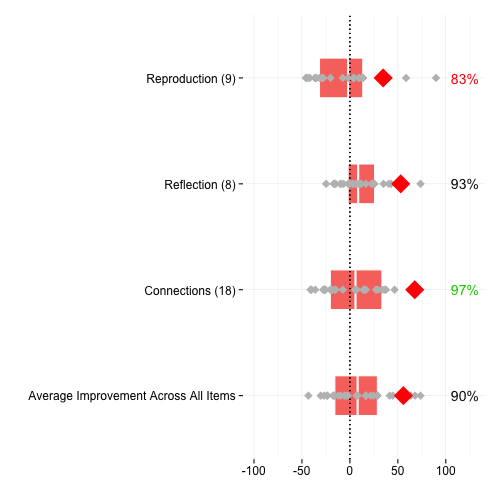 Reproduction (9)
83%
Reflection (8)
93%
Connections (18)
97%
Average Improvement Across All Items
90%
-100 -50 0 50 100